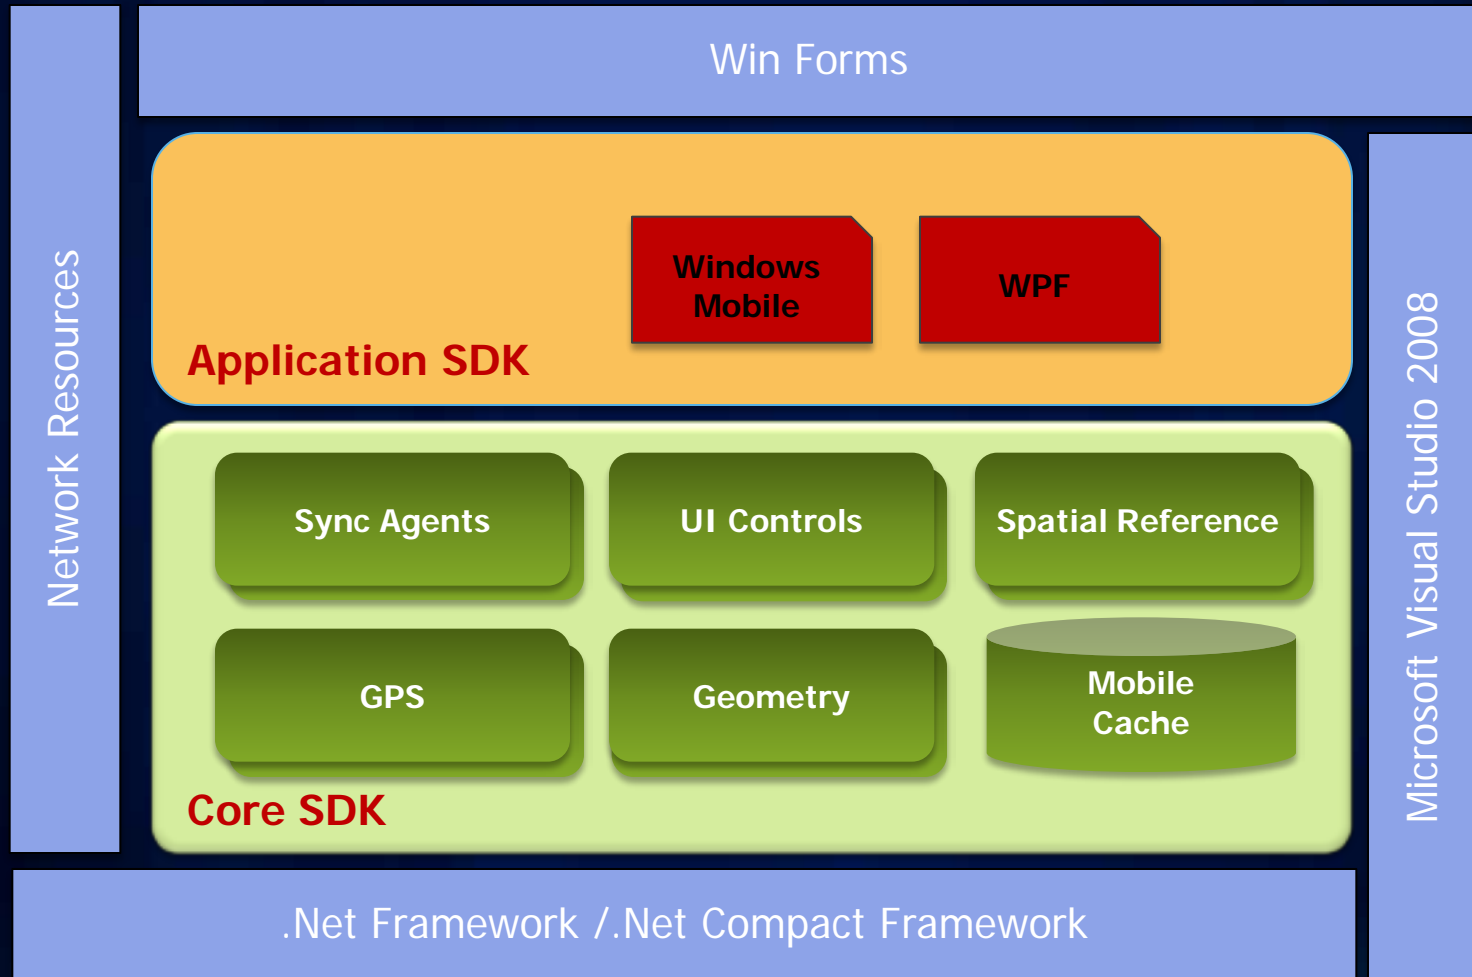 Win Forms
Network Resources
Windows
Mobile
WPF
Application SDK
Microsoft Visual Studio 2008
Sync Agents
UI Controls
Spatial Reference
GPS
Geometry
Mobile
Cache
Core SDK
.Net Framework /.Net Compact Framework